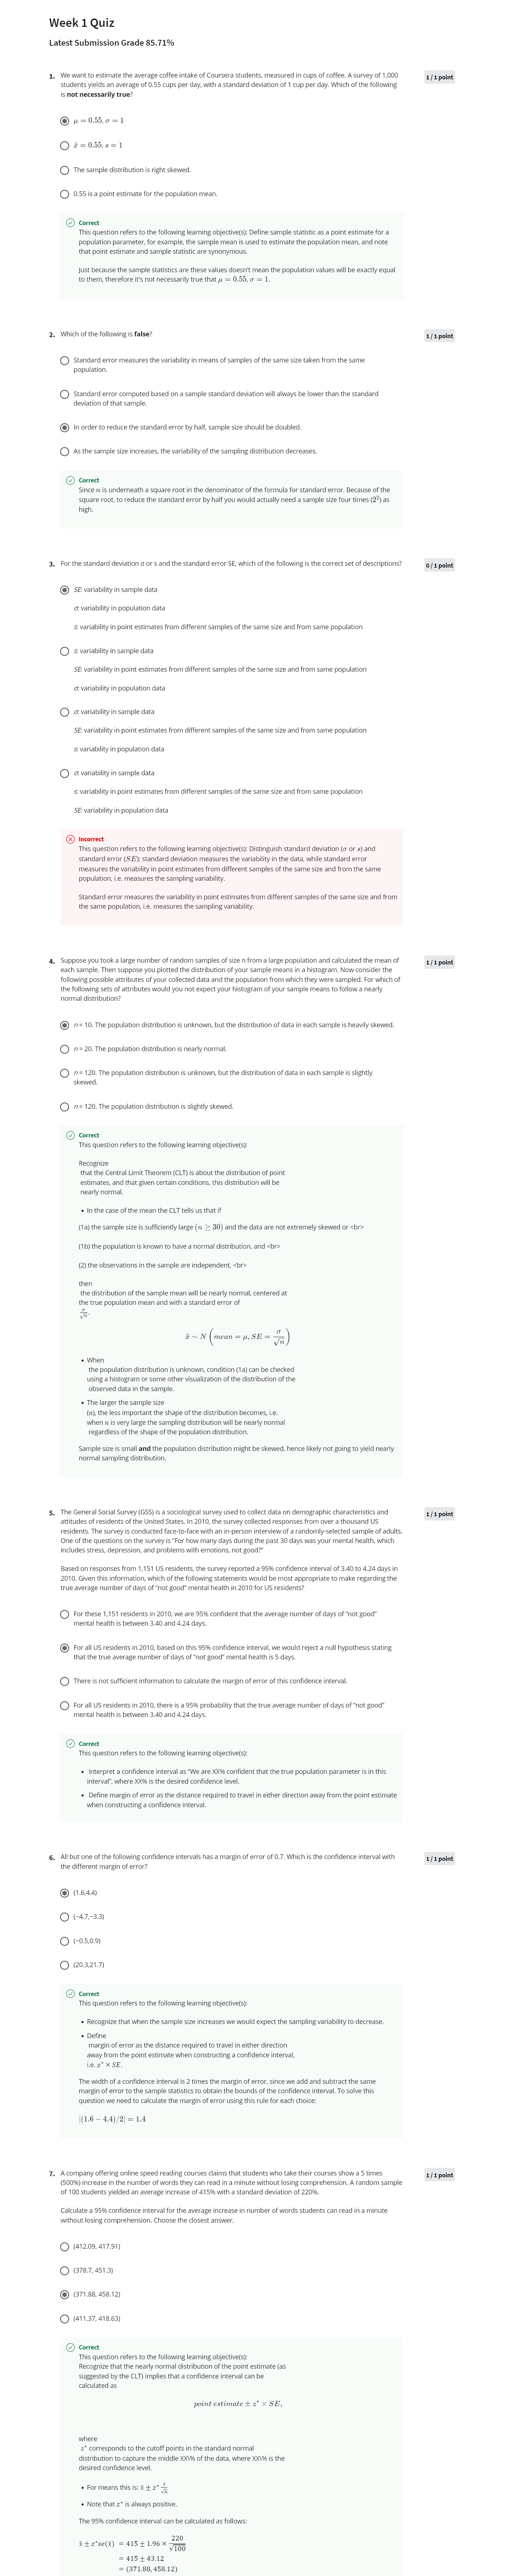 Week 1 Quiz
Latest Submission Grade 85.71%
1. We want to estimate the average coffee intake of Coursera students, measured in cups of coffee. A survey of 1,000
students yields an average of 0.55 cups per day, with a standard deviation of 1 cup per day. Which of the following
is not necessarily true?
1 / 1 point
μ = 0.55, σ = 1
x̄ = 0.55, s = 1
The sample distribution is right skewed.
0.55 is a point estimate for the population mean.
Correct
This question refers to the following learning objective(s): Define sample statistic as a point estimate for a
population parameter, for example, the sample mean is used to estimate the population mean, and note
that point estimate and sample statistic are synonymous.
Just because the sample statistics are these values doesn't mean the population values will be exactly equal
to them, therefore it's not necessarily true that μ = 0.55, σ = 1.
2. Which of the following is false?
1 / 1 point
Standard error measures the variability in means of samples of the same size taken from the same
population.
Standard error computed based on a sample standard deviation will always be lower than the standard
deviation of that sample.
In order to reduce the standard error by half, sample size should be doubled.
As the sample size increases, the variability of the sampling distribution decreases.
Correct
Since n is underneath a square root in the denominator of the formula for standard error. Because of the
square root, to reduce the standard error by half you would actually need a sample size four times (2²) as
high.
3. For the standard deviation σ or s and the standard error SE, which of the following is the correct set of descriptions?
0 / 1 point
SE: variability in sample data
σ: variability in population data
s: variability in point estimates from different samples of the same size and from same population
s: variability in sample data
SE: variability in point estimates from different samples of the same size and from same population
σ: variability in population data
σ: variability in sample data
SE: variability in point estimates from different samples of the same size and from same population
s: variability in population data
σ: variability in sample data
s: variability in point estimates from different samples of the same size and from same population
SE: variability in population data
Incorrect
This question refers to the following learning objective(s): Distinguish standard deviation (σ or s) and
standard error (SE): standard deviation measures the variability in the data, while standard error
measures the variability in point estimates from different samples of the same size and from the same
population, i.e. measures the sampling variability.
Standard error measures the variability in point estimates from different samples of the same size and from
the same population, i.e. measures the sampling variability.
4. Suppose you took a large number of random samples of size n from a large population and calculated the mean of
each sample. Then suppose you plotted the distribution of your sample means in a histogram. Now consider the
following possible attributes of your collected data and the population from which they were sampled. For which of
the following sets of attributes would you not expect your histogram of your sample means to follow a nearly
normal distribution?
1 / 1 point
n = 10. The population distribution is unknown, but the distribution of data in each sample is heavily skewed.
n = 20. The population distribution is nearly normal.
n = 120. The population distribution is unknown, but the distribution of data in each sample is slightly
skewed.
n = 120. The population distribution is slightly skewed.
Correct
This question refers to the following learning objective(s):
Recognize
that the Central Limit Theorem (CLT) is about the distribution of point
estimates, and that given certain conditions, this distribution will be
nearly normal.
• In the case of the mean the CLT tells us that if
(1a) the sample size is sufficiently large (n ≥ 30) and the data are not extremely skewed or <br>
(1b) the population is known to have a normal distribution, and <br>
(2) the observations in the sample are independent, <br>
then
the distribution of the sample mean will be nearly normal, centered at
the true population mean and with a standard error of
σ/√n.
x̄ ∼ N (mean = μ, SE = σ/√n)
• When
the population distribution is unknown, condition (1a) can be checked
using a histogram or some other visualization of the distribution of the
observed data in the sample.
• The larger the sample size
(n), the less important the shape of the distribution becomes, i.e.
when n is very large the sampling distribution will be nearly normal
regardless of the shape of the population distribution.
Sample size is small and the population distribution might be skewed, hence likely not going to yield nearly
normal sampling distribution.
5. The General Social Survey (GSS) is a sociological survey used to collect data on demographic characteristics and
attitudes of residents of the United States. In 2010, the survey collected responses from over a thousand US
residents. The survey is conducted face-to-face with an in-person interview of a randomly-selected sample of adults.
One of the questions on the survey is "For how many days during the past 30 days was your mental health, which
includes stress, depression, and problems with emotions, not good?"
1 / 1 point
Based on responses from 1,151 US residents, the survey reported a 95% confidence interval of 3.40 to 4.24 days in
2010. Given this information, which of the following statements would be most appropriate to make regarding the
true average number of days of "not good" mental health in 2010 for US residents?
For these 1,151 residents in 2010, we are 95% confident that the average number of days of "not good"
mental health is between 3.40 and 4.24 days.
For all US residents in 2010, based on this 95% confidence interval, we would reject a null hypothesis stating
that the true average number of days of "not good" mental health is 5 days.
There is not sufficient information to calculate the margin of error of this confidence interval.
For all US residents in 2010, there is a 95% probability that the true average number of days of "not good"
mental health is between 3.40 and 4.24 days.
Correct
This question refers to the following learning objective(s):
• Interpret a confidence interval as "We are XX% confident that the true population parameter is in this
interval", where XX% is the desired confidence level.
• Define margin of error as the distance required to travel in either direction away from the point estimate
when constructing a confidence interval.
6. All but one of the following confidence intervals has a margin of error of 0.7. Which is the confidence interval with
the different margin of error?
1 / 1 point
(1.6,4.4)
(−4.7,−3.3)
(−0.5,0.9)
(20.3,21.7)
Correct
This question refers to the following learning objective(s):
• Recognize that when the sample size increases we would expect the sampling variability to decrease.
• Define
margin of error as the distance required to travel in either direction
away from the point estimate when constructing a confidence interval,
i.e. z* × SE.
The width of a confidence interval is 2 times the margin of error, since we add and subtract the same
margin of error to the sample statistics to obtain the bounds of the confidence interval. To solve this
question we need to calculate the margin of error using this rule for each choice:
|(1.6 − 4.4)/2| = 1.4
7. A company offering online speed reading courses claims that students who take their courses show a 5 times
(500%) increase in the number of words they can read in a minute without losing comprehension. A random sample
of 100 students yielded an average increase of 415% with a standard deviation of 220%.
1 / 1 point
Calculate a 95% confidence interval for the average increase in number of words students can read in a minute
without losing comprehension. Choose the closest answer.
(412.09, 417.91)
(378.7, 451.3)
(371.88, 458.12)
(411.37, 418.63)
Correct
This question refers to the following learning objective(s):
Recognize that the nearly normal distribution of the point estimate (as
suggested by the CLT) implies that a confidence interval can be
calculated as
point estimate ± z* × SE,
where
z* corresponds to the cutoff points in the standard normal
distribution to capture the middle XX\% of the data, where XX\% is the
desired confidence level.
• For means this is: x̄ ± z* s/√n
• Note that z* is always positive.
The 95% confidence interval can be calculated as follows:
x̄ ± z*se(x̄) = 415 ± 1.96 × 220/√100
= 415 ± 43.12
= (371.88, 458.12)